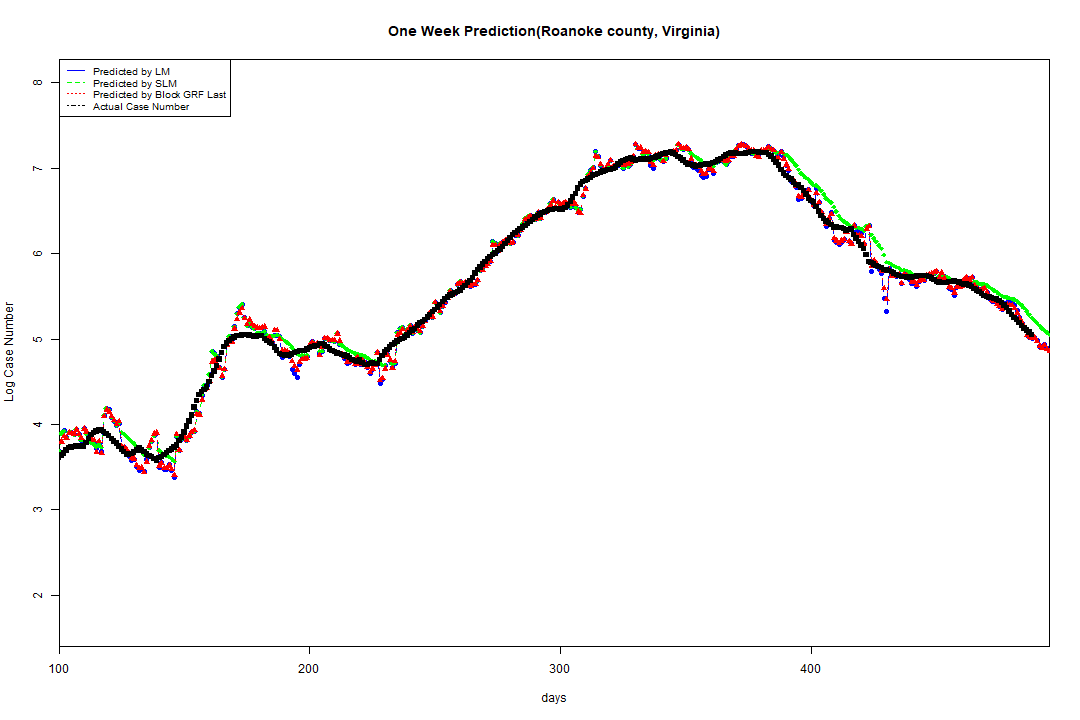 One Week Prediction(Roanoke county, Virginia)
Predicted by LM
Predicted by SLM
Predicted by Block GRF Last
Actual Case Number
8
7
6
5
4
3
2
Log Case Number
100 200 300 400
days